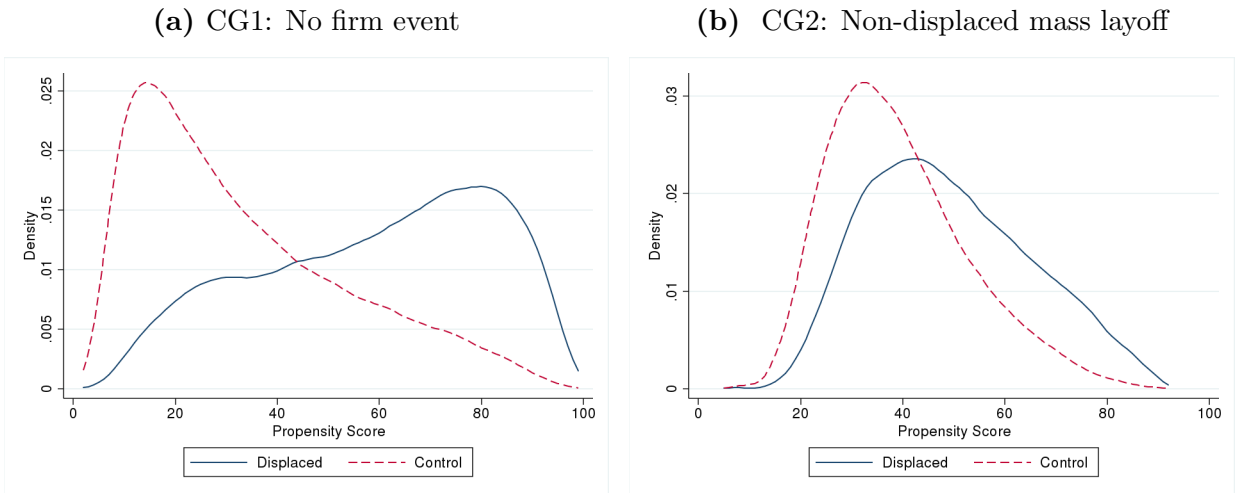 (a) CG1: No firm event
.025
.02
.015
.01
.005
0
Density
0 20 40 60 80 100
Propensity Score
Displaced Control
(b) CG2: Non-displaced mass layoff
.03
.02
.01
0
Density
0 20 40 60 80 100
Propensity Score
Displaced Control